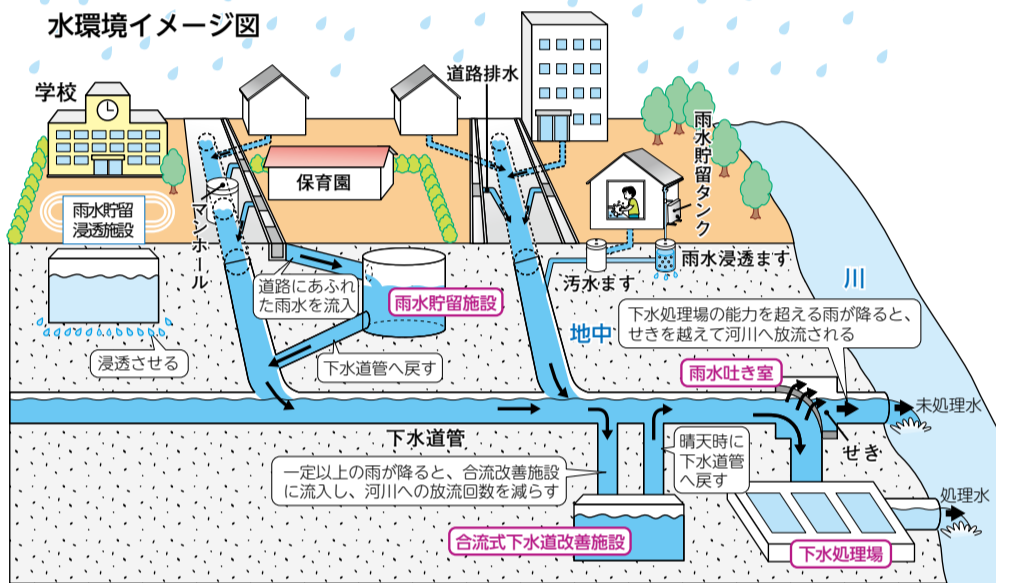 水環境イメージ図
学校
道路排水
雨水貯留タンク
保育園
雨水貯留
浸透施設
マンホール
雨水浸透ます
汚水ます
川
道路にあふれ
た雨水を流入
雨水貯留施設
地中
下水処理場の能力を超える雨が降ると、
せきを越えて河川へ放流される
浸透させる
下水道管へ戻す
雨水吐き室
未処理水
下水道管
せき
晴天時に
下水道管
へ戻す
一定以上の雨が降ると、合流改善施設
に流入し、河川への放流回数を減らす
処理水
合流式下水道改善施設
下水処理場